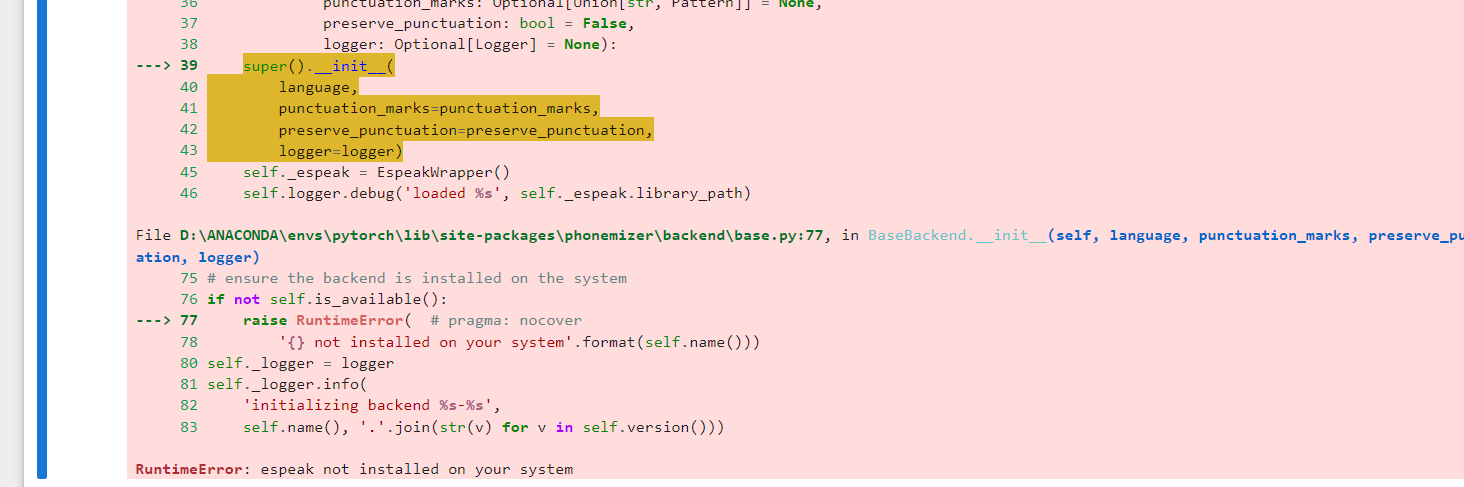 36 punctuation_marks: Optional[Union[str, Pattern]] = None,
37 preserve_punctuation: bool = False,
38 logger: Optional[Logger] = None):
---> 39 super().__init__(
40 language,
41 punctuation_marks=punctuation_marks,
42 preserve_punctuation=preserve_punctuation,
43 logger=logger)
45 self._espeak = EspeakWrapper()
46 self.logger.debug('loaded %s', self._espeak.library_path)
File D:\ANACONDA\envs\pytorch\lib\site-packages\phonemizer\backend\base.py:77, in BaseBackend.__init__(self, language, punctuation_marks, preserve_pu
ation, logger)
75 # ensure the backend is installed on the system
76 if not self.is_available():
---> 77 raise RuntimeError( # pragma: nocover
78 '{} not installed on your system'.format(self.name()))
80 self._logger = logger
81 self._logger.info(
82 'initializing backend %s-%s',
83 self.name(), '.'.join(str(v) for v in self.version()))
RuntimeError: espeak not installed on your system